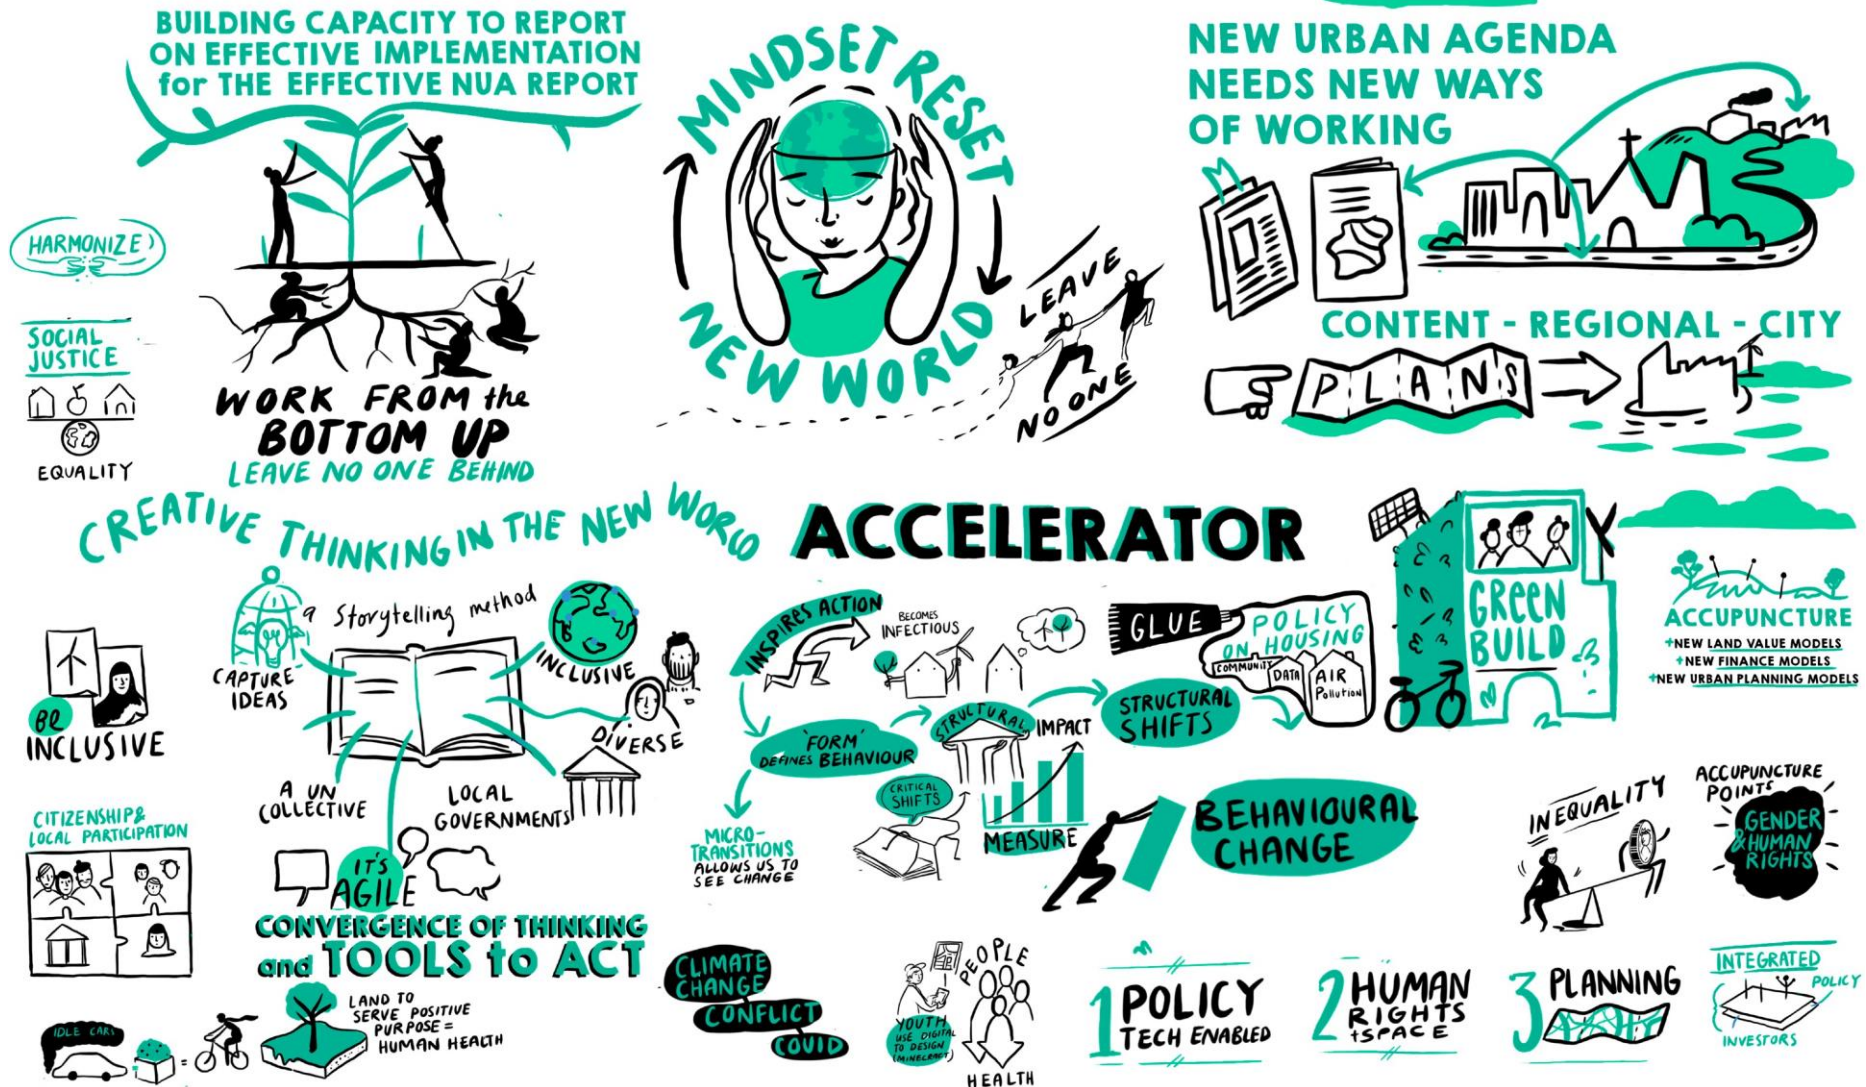 BUILDING CAPACITY TO REPORT
ON EFFECTIVE IMPLEMENTATION
for THE EFFECTIVE NUA REPORT
HARMONIZE
SOCIAL
JUSTICE
EQUALITY
WORK FROM the
BOTTOM UP
LEAVE NO ONE BEHIND
MINDSET RESET
NEW WORLD
LEAVE
NO ONE
NEW URBAN AGENDA
NEEDS NEW WAYS
OF WORKING
CONTENT - REGIONAL - CITY
PLANS
CREATIVE THINKING IN THE NEW WORLD
a Storytelling method
CAPTURE
IDEAS
INCLUSIVE
DIVERSE
A UN
COLLECTIVE
LOCAL
GOVERNMENTS
IT'S
AGILE
BE
INCLUSIVE
CITIZENSHIP&
LOCAL PARTICIPATION
CONVERGENCE OF THINKING
and TOOLS to ACT
IDLE CARS
LAND TO
SERVE POSITIVE
PURPOSE =
HUMAN HEALTH
ACCELERATOR
INSPIRES ACTION
BECOMES
INFECTIOUS
'FORM'
DEFINES BEHAVIOUR
MICRO-
TRANSITIONS
ALLOWS US TO
SEE CHANGE
STRUCTURAL
IMPACT
CRITICAL
SHIFTS
MEASURE
STRUCTURAL
SHIFTS
GLUE
POLICY
ON HOUSING
COMMUNITY
DATA
AIR
POLLUTION
BEHAVIOURAL
CHANGE
GREEN
BUILD
ACCUPUNCTURE
+NEW LAND VALUE MODELS
+NEW FINANCE MODELS
+NEW URBAN PLANNING MODELS
INEQUALITY
ACCUPUNCTURE
POINTS
GENDER
& HUMAN
RIGHTS
CLIMATE
CHANGE
CONFLICT
COVID
YOUTH
USE DIGITAL
TO DESIGN
(MINECRAFT)
PEOPLE
HEALTH
1 POLICY
TECH ENABLED
2 HUMAN
RIGHTS
+SPACE
3 PLANNING
INTEGRATED
POLICY
INVESTORS